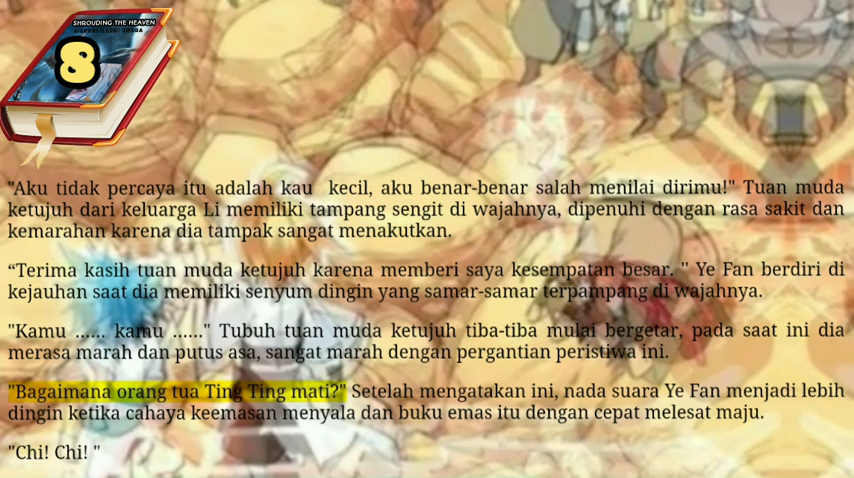 SHROUDING THE HEAVEN
8
"Aku tidak percaya itu adalah kau kecil, aku benar-benar salah menilai dirimu!" Tuan muda
ketujuh dari keluarga Li memiliki tampang sengit di wajahnya, dipenuhi dengan rasa sakit dan
kemarahan karena dia tampak sangat menakutkan.
“Terima kasih tuan muda ketujuh karena memberi saya kesempatan besar. " Ye Fan berdiri di
kejauhan saat dia memiliki senyum dingin yang samar-samar terpampang di wajahnya.
"Kamu ...... kamu ......" Tubuh tuan muda ketujuh tiba-tiba mulai bergetar, pada saat ini dia
merasa marah dan putus asa, sangat marah dengan pergantian peristiwa ini.
"Bagaimana orang tua Ting Ting mati?" Setelah mengatakan ini, nada suara Ye Fan menjadi lebih
dingin ketika cahaya keemasan menyala dan buku emas itu dengan cepat melesat maju.
"Chi! Chi! "